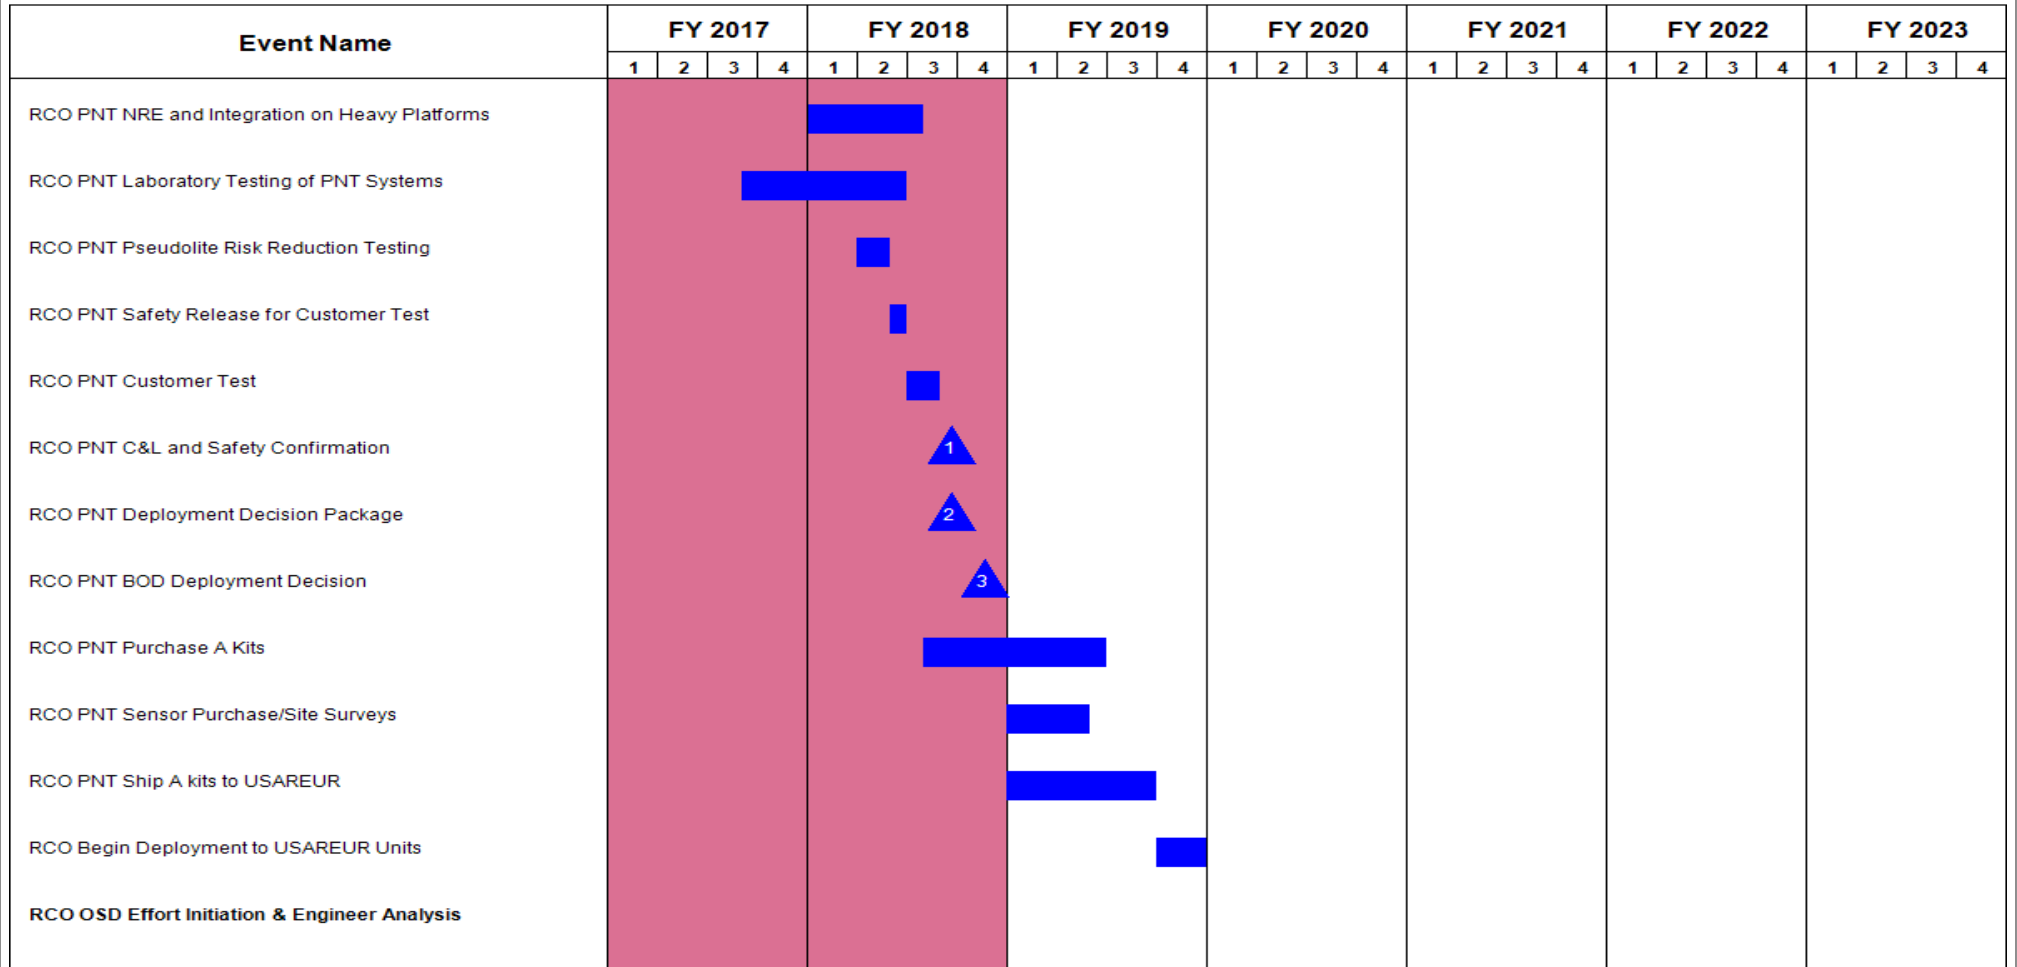 Event Name
FY 2017 FY 2018 FY 2019 FY 2020 FY 2021 FY 2022 FY 2023
1 2 3 4 1 2 3 4 1 2 3 4 1 2 3 4 1 2 3 4 1 2 3 4 1 2 3 4
RCO PNT NRE and Integration on Heavy Platforms
RCO PNT Laboratory Testing of PNT Systems
RCO PNT Pseudolite Risk Reduction Testing
RCO PNT Safety Release for Customer Test
RCO PNT Customer Test
RCO PNT C&L and Safety Confirmation 1
RCO PNT Deployment Decision Package 2
RCO PNT BOD Deployment Decision 3
RCO PNT Purchase A Kits
RCO PNT Sensor Purchase/Site Surveys
RCO PNT Ship A kits to USAREUR
RCO Begin Deployment to USAREUR Units
RCO OSD Effort Initiation & Engineer Analysis